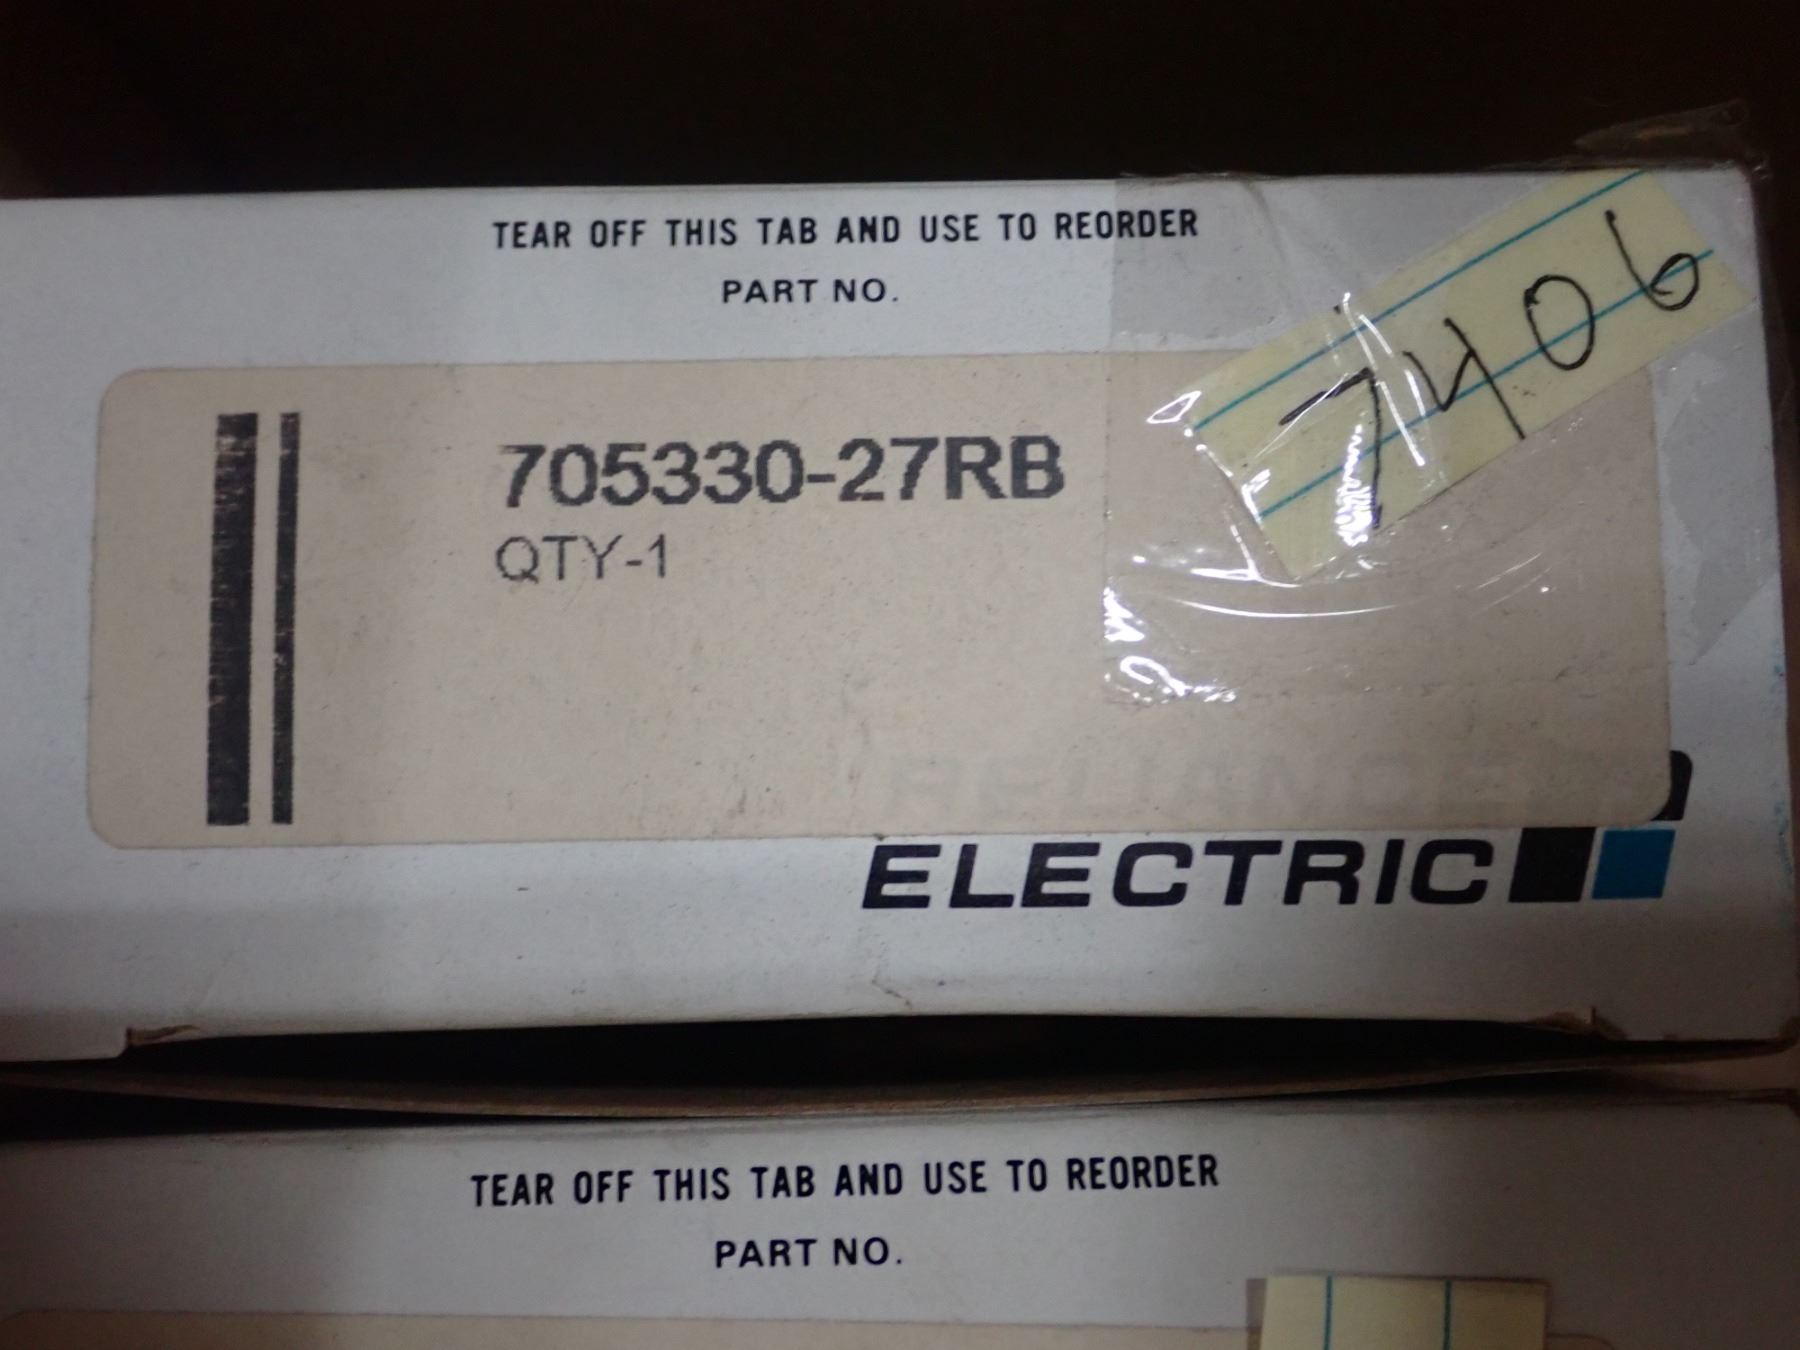 TEAR OFF THIS TAB AND USE TO REORDER
PART NO.
7406
705330-27RB
QTY-1
RELIANCE
ELECTRIC
TEAR OFF THIS TAB AND USE TO REORDER
PART NO.